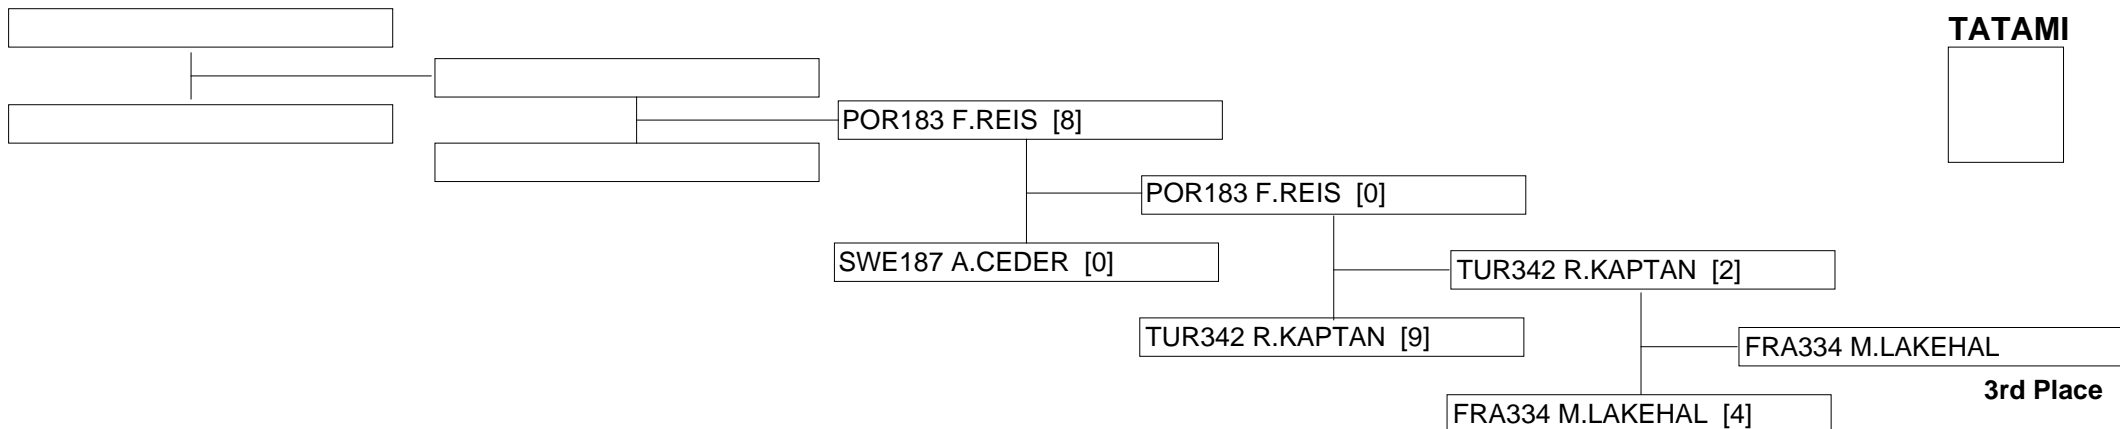 TATAMI
POR183 F.REIS  [8]
POR183 F.REIS  [0]
SWE187 A.CEDER  [0]
TUR342 R.KAPTAN  [2]
TUR342 R.KAPTAN  [9]
FRA334 M.LAKEHAL
3rd Place
FRA334 M.LAKEHAL  [4]